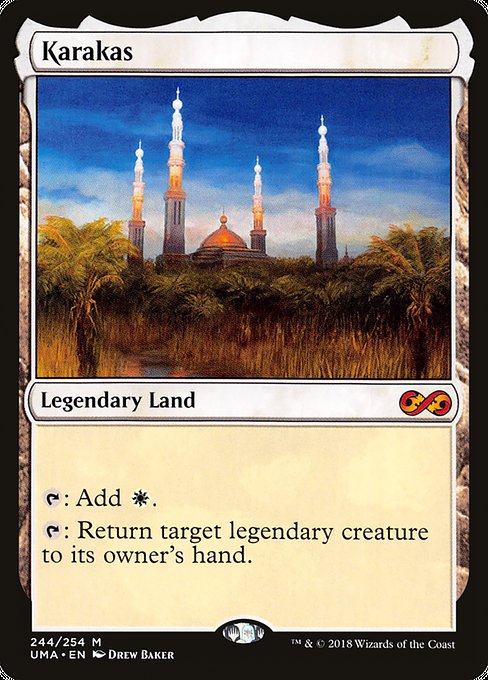 Karakas
Legendary Land
: Add .
: Return target legendary creature
to its owner's hand.
244/254 M
UMA • EN Drew Baker
™ & © 2018 Wizards of the Coast